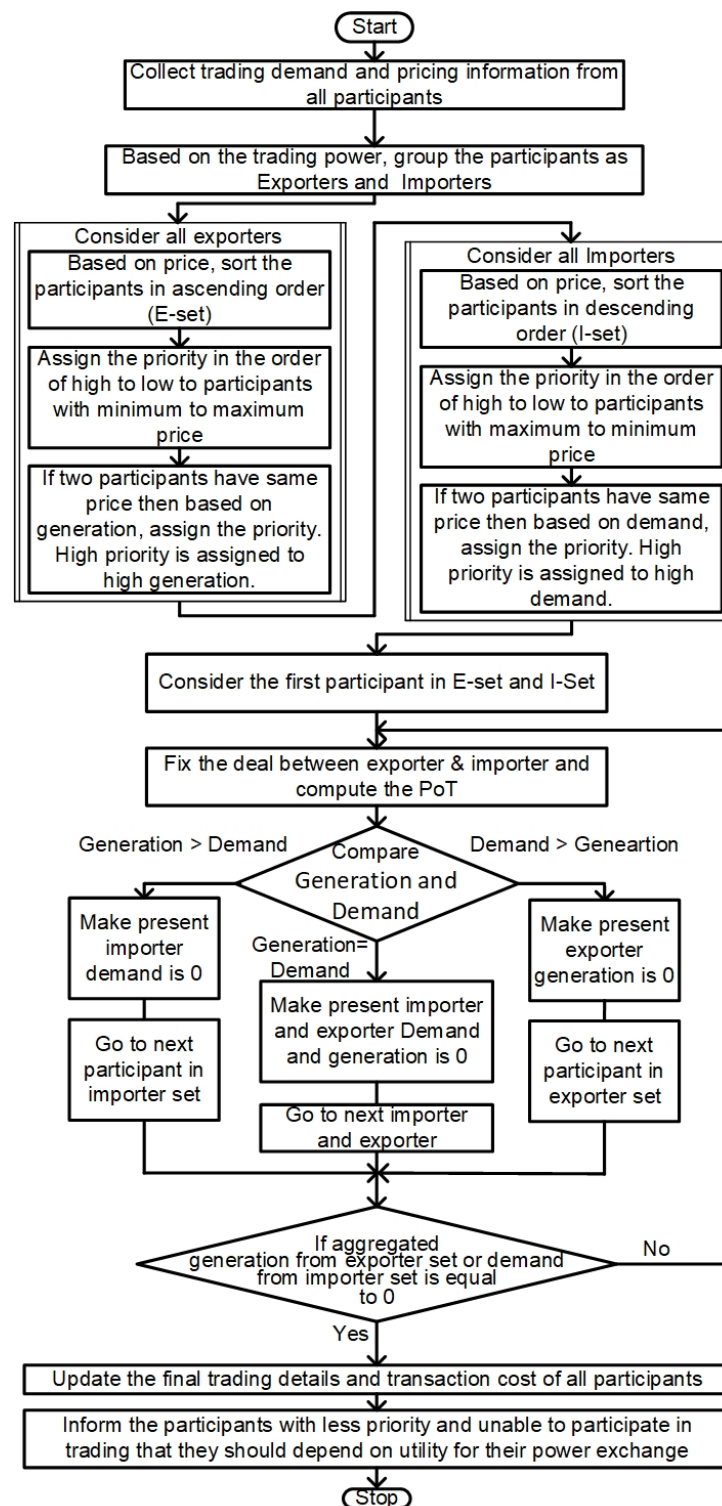 Start
Collect trading demand and pricing information from
all participants
Based on the trading power, group the participants as
Exporters and Importers
Consider all exporters
Based on price, sort the
participants in ascending order
(E-set)
Assign the priority in the order
of high to low to participants
with minimum to maximum
price
If two participants have same
price then based on
generation, assign the priority.
High priority is assigned to
high generation.
Consider all Importers
Based on price, sort the
participants in descending
order (I-set)
Assign the priority in the order
of high to low to participants
with maximum to minimum
price
If two participants have same
price then based on demand,
assign the priority. High
priority is assigned to high
demand.
Consider the first participant in E-set and I-Set
Fix the deal between exporter & importer and
compute the PoT
Generation > Demand
Compare
Generation and
Demand
Demand > Geneartion
Make present
importer
demand is 0
Go to next
participant in
importer set
Generation=
Demand
Make present importer
and exporter Demand
and generation is 0
Go to next importer
and exporter
Make present
exporter
generation is 0
Go to next
participant in
exporter set
If aggregated
generation from exporter set or demand
from importer set is equal
to 0
No
Yes
Update the final trading details and transaction cost of all participants
Inform the participants with less priority and unable to participate in
trading that they should depend on utility for their power exchange
Stop